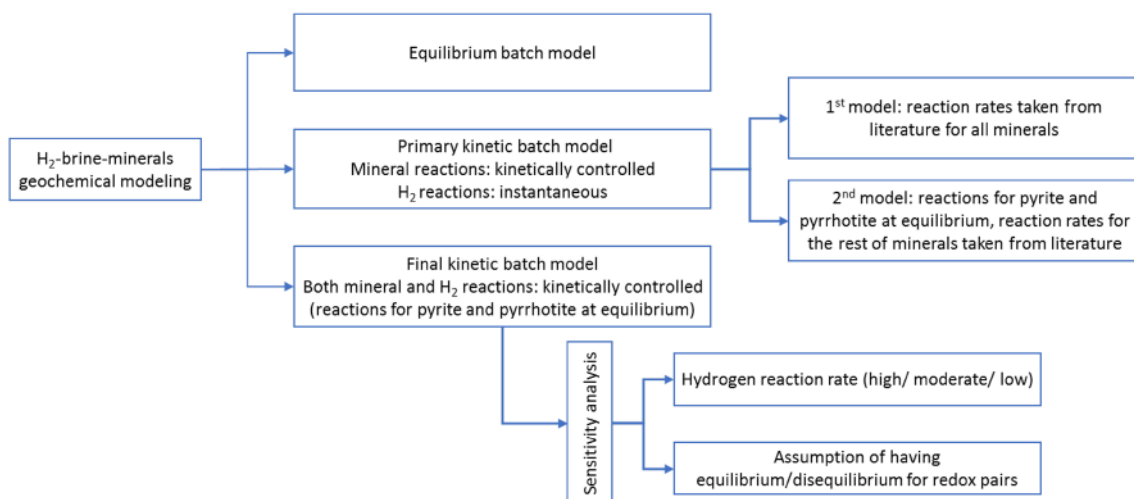 H₂-brine-minerals
geochemical modeling
Equilibrium batch model
Primary kinetic batch model
Mineral reactions: kinetically controlled
H₂ reactions: instantaneous
1st model: reaction rates taken from
literature for all minerals
2nd model: reactions for pyrite and
pyrrhotite at equilibrium, reaction rates for
the rest of minerals taken from literature
Final kinetic batch model
Both mineral and H₂ reactions: kinetically controlled
(reactions for pyrite and pyrrhotite at equilibrium)
Sensitivity analysis
Hydrogen reaction rate (high/ moderate/ low)
Assumption of having
equilibrium/disequilibrium for redox pairs